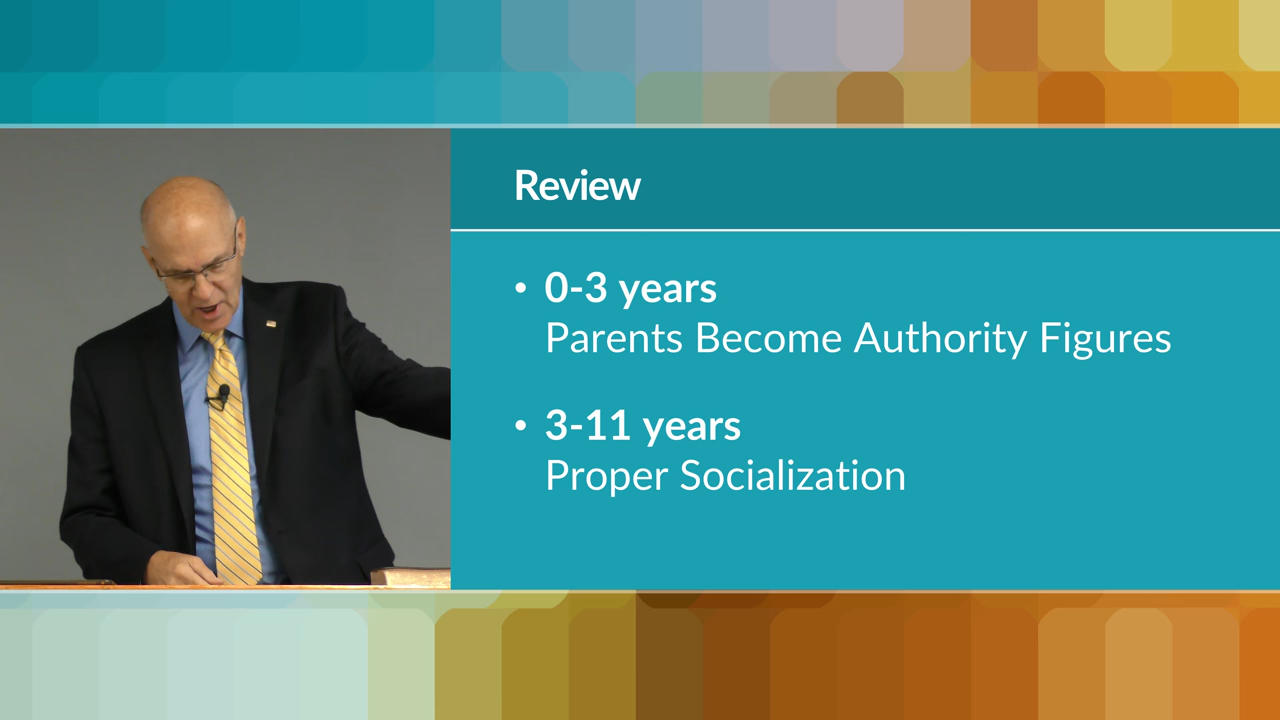 Review
• 0-3 years
Parents Become Authority Figures
• 3-11 years
Proper Socialization